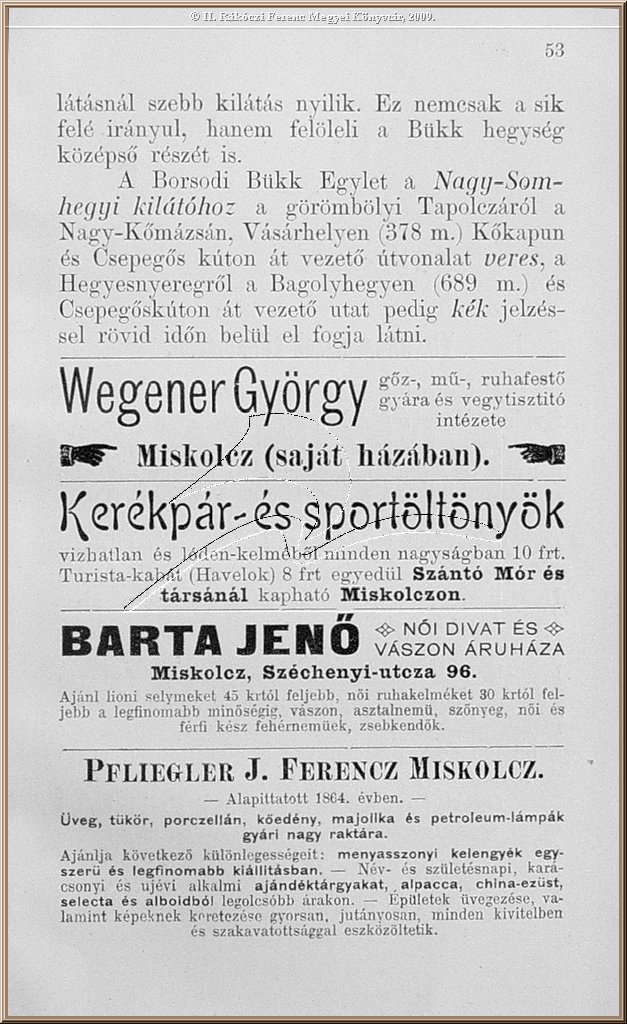 © II. Rákóczi Ferenc Megyei Könyvtár, 2009.
53
látásnál szebb kilátás nyilik. Ez nemcsak a sik
felé irányul, hanem felöleli a Bükk hegység
középső részét is.
A Borsodi Bükk Egylet a Nagy-Som-
hegyi kilátóhoz a görömbölyi Tapolczáról a
Nagy-Kőmázsán, Vásárhelyen (378 m.) Kőkapun
és Csepegős kúton át vezető útvonalat veres, a
Hegyesnyeregről a Bagolyhegyen (689 m.) és
Csepegőskúton át vezető utat pedig kék jelzés-
sel rövid időn belül el fogja látni.
Wegener György gőz-, mű-, ruhafestő
gyára és vegytisztitó
intézete
Miskolcz (saját házában).
Kerékpár- és sportöltönyök
vizhatlan és lóden-kelméből minden nagyságban 10 frt.
Turista-kabát (Havelok) 8 frt egyedül Szántó Mór és
társánál kapható Miskolczon.
BARTA JENŐ NŐI DIVAT ÉS
VÁSZON ÁRUHÁZA
Miskolcz, Széchenyi-utcza 96.
Ajánl lioni selymeket 45 krtól feljebb, női ruhakelméket 30 krtól fel-
jebb a legfinomabb minőségig, vászon, asztalnemü, szőnyeg, női és
férfi kész fehérnemüek, zsebkendők.
PFLIEGLER J. FERENCZ MISKOLCZ.
— Alapittatott 1864. évben. —
Üveg, tükör, porczellán, kőedény, majolika és petroleum-lámpák
gyári nagy raktára.
Ajánlja következő különlegességeit: menyasszonyi kelengyék egy-
szerü és legfinomabb kiállitásban. — Név- és születésnapi, kará-
csonyi és ujévi alkalmi ajándéktárgyakat, alpacca, china-ezüst,
selecta és alboidból legolcsóbb árakon. — Épületek üvegezése, va-
lamint képeknek keretezése gyorsan, jutányosan, minden kivitelben
és szakavatottsággal eszközöltetik.